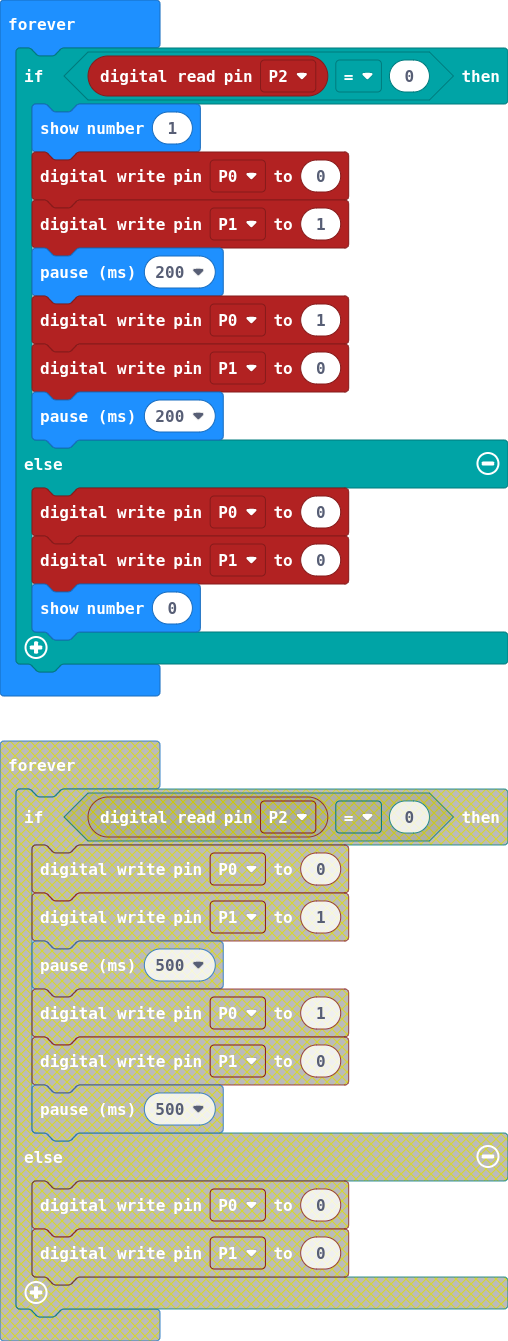 forever
if digital read pin P2 = 0 then
show number 1
digital write pin P0 to 0
digital write pin P1 to 1
pause (ms) 200
digital write pin P0 to 1
digital write pin P1 to 0
pause (ms) 200
else
digital write pin P0 to 0
digital write pin P1 to 0
show number 0
forever
if digital read pin P2 = 0 then
digital write pin P0 to 0
digital write pin P1 to 1
pause (ms) 500
digital write pin P0 to 1
digital write pin P1 to 0
pause (ms) 500
else
digital write pin P0 to 0
digital write pin P1 to 0